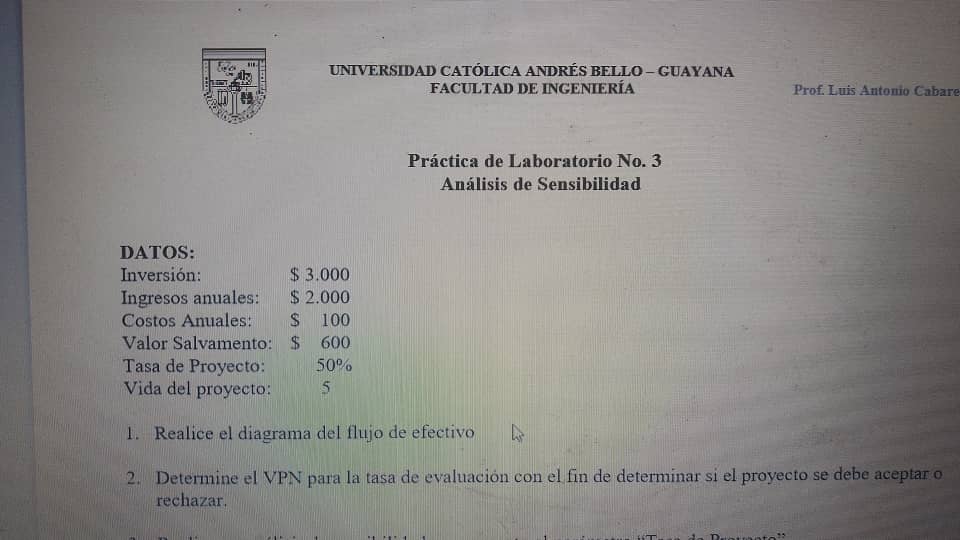 UNIVERSIDAD CATÓLICA ANDRÉS BELLO – GUAYANA
FACULTAD DE INGENIERÍA
Prof. Luis Antonio Cabare
Práctica de Laboratorio No. 3
Análisis de Sensibilidad
DATOS:
Inversión: $ 3.000
Ingresos anuales: $ 2.000
Costos Anuales: $ 100
Valor Salvamento: $ 600
Tasa de Proyecto: 50%
Vida del proyecto: 5
1. Realice el diagrama del flujo de efectivo
2. Determine el VPN para la tasa de evaluación con el fin de determinar si el proyecto se debe aceptar o
rechazar.
"Tasa de Proyecto"